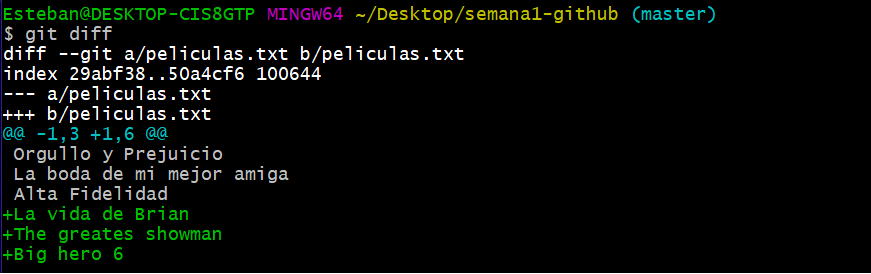 Esteban@DESKTOP-CIS8GTP MINGW64 ~/Desktop/semana1-github (master)
$ git diff
diff --git a/peliculas.txt b/peliculas.txt
index 29abf38..50a4cf6 100644
--- a/peliculas.txt
+++ b/peliculas.txt
@@ -1,3 +1,6 @@
 Orgullo y Prejuicio
 La boda de mi mejor amiga
 Alta Fidelidad
+La vida de Brian
+The greates showman
+Big hero 6